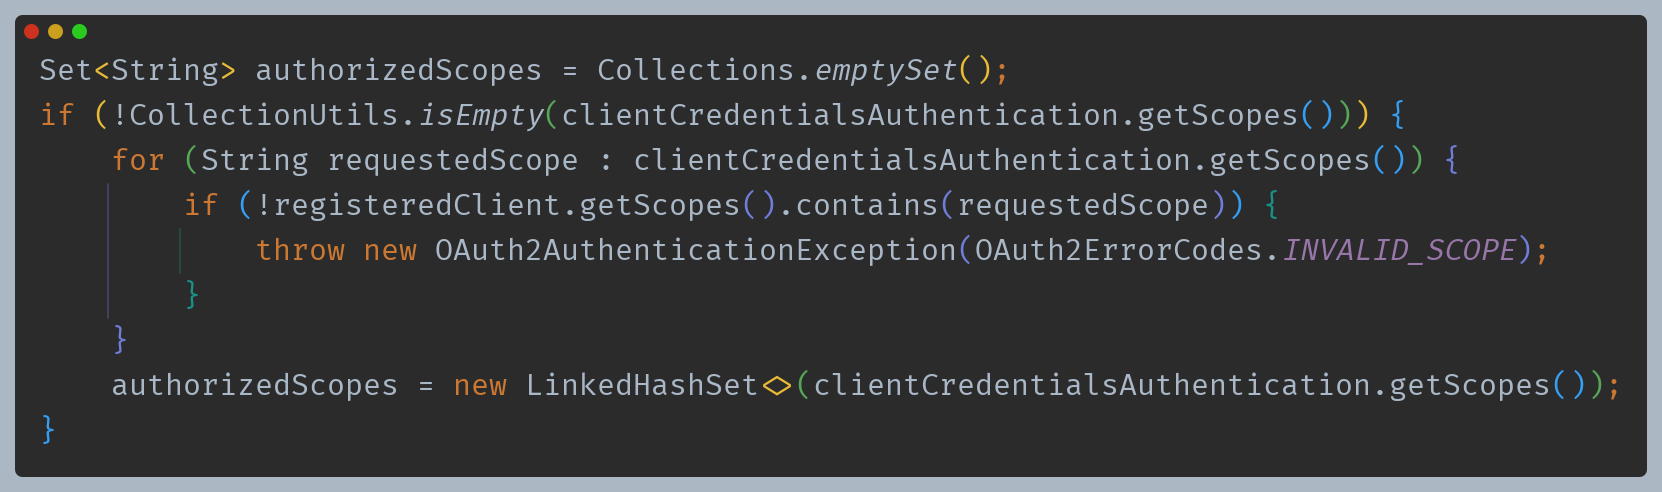 Set<String> authorizedScopes = Collections.emptySet();
if (!CollectionUtils.isEmpty(clientCredentialsAuthentication.getScopes())) {
    for (String requestedScope : clientCredentialsAuthentication.getScopes()) {
        if (!registeredClient.getScopes().contains(requestedScope)) {
            throw new OAuth2AuthenticationException(OAuth2ErrorCodes.INVALID_SCOPE);
        }
    }
    authorizedScopes = new LinkedHashSet<>(clientCredentialsAuthentication.getScopes());
}